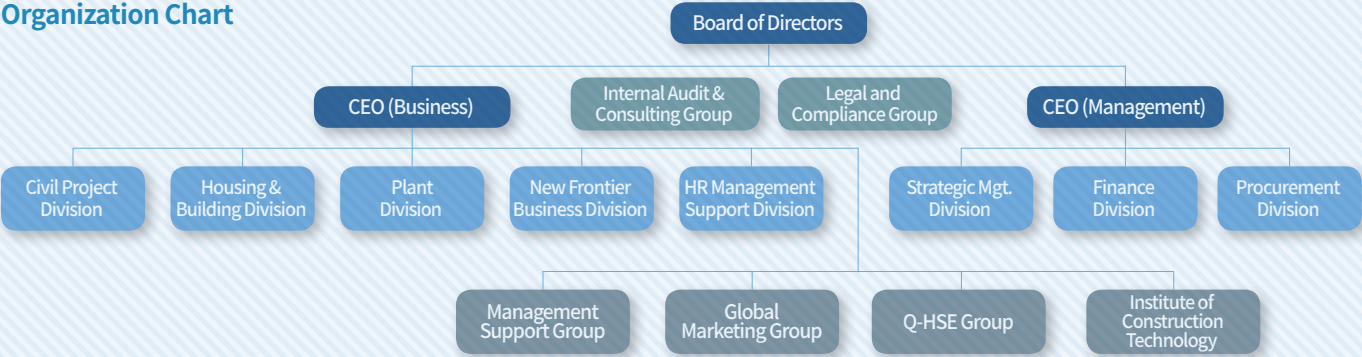 Organization Chart
Board of Directors
CEO (Business)
Internal Audit &
Consulting Group
Legal and
Compliance Group
CEO (Management)
Civil Project
Division
Housing &
Building Division
Plant
Division
New Frontier
Business Division
HR Management
Support Division
Strategic Mgt.
Division
Finance
Division
Procurement
Division
Management
Support Group
Global
Marketing Group
Q-HSE Group
Institute of
Construction
Technology